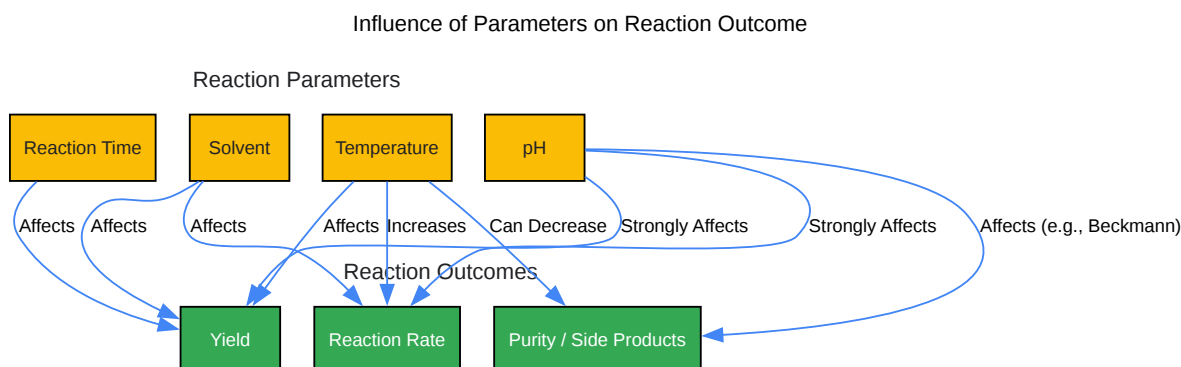 Influence of Parameters on Reaction Outcome
Reaction Parameters
Reaction Time
Solvent
Temperature
pH
Affects
Affects
Affects
Affects
Increases
Can Decrease
Strongly Affects
Strongly Affects
Affects (e.g., Beckmann)
Reaction Outcomes
Yield
Reaction Rate
Purity / Side Products